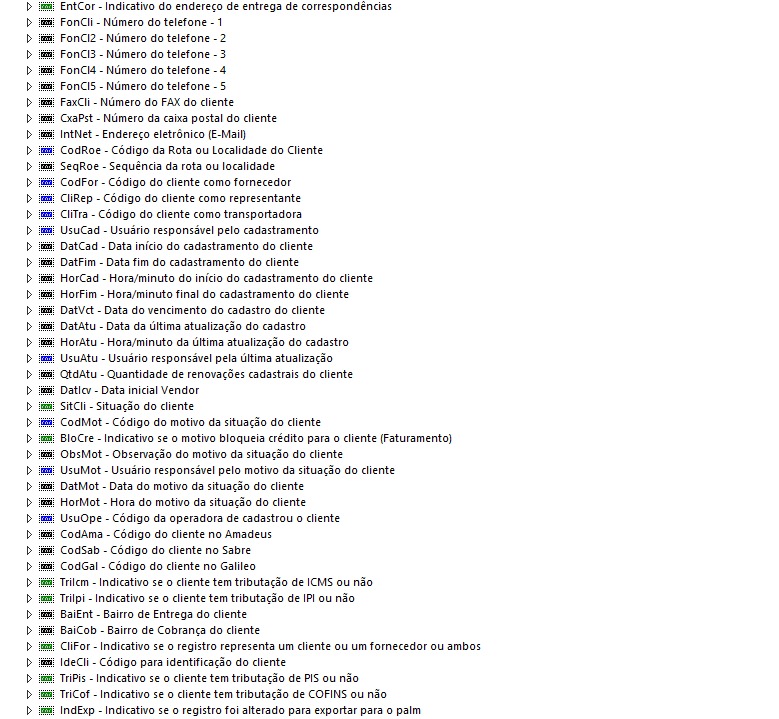 EntCor - Indicativo do endereço de entrega de correspondências
FonCli - Número do telefone - 1
FonCl2 - Número do telefone - 2
FonCl3 - Número do telefone - 3
FonCl4 - Número do telefone - 4
FonCl5 - Número do telefone - 5
FaxCli - Número do FAX do cliente
CxaPst - Número da caixa postal do cliente
IntNet - Endereço eletrônico (E-Mail)
CodRoe - Código da Rota ou Localidade do Cliente
SeqRoe - Sequência da rota ou localidade
CodFor - Código do cliente como fornecedor
CliRep - Código do cliente como representante
CliTra - Código do cliente como transportadora
UsuCad - Usuário responsável pelo cadastramento
DatCad - Data início do cadastramento do cliente
DatFim - Data fim do cadastramento do cliente
HorCad - Hora/minuto do início do cadastramento do cliente
HorFim - Hora/minuto final do cadastramento do cliente
DatVct - Data do vencimento do cadastro do cliente
DatAtu - Data da última atualização do cadastro
HorAtu - Hora/minuto da última atualização do cadastro
UsuAtu - Usuário responsável pela última atualização
QtdAtu - Quantidade de renovações cadastrais do cliente
DatIcv - Data inicial Vendor
SitCli - Situação do cliente
CodMot - Código do motivo da situação do cliente
BloCre - Indicativo se o motivo bloqueia crédito para o cliente (Faturamento)
ObsMot - Observação do motivo da situação do cliente
UsuMot - Usuário responsável pelo motivo da situação do cliente
DatMot - Data do motivo da situação do cliente
HorMot - Hora do motivo da situação do cliente
UsuOpe - Código da operadora de cadastrou o cliente
CodAma - Código do cliente no Amadeus
CodSab - Código do cliente no Sabre
CodGal - Código do cliente no Galileo
TriIcm - Indicativo se o cliente tem tributação de ICMS ou não
TriIpi - Indicativo se o cliente tem tributação de IPI ou não
BaiEnt - Bairro de Entrega do cliente
BaiCob - Bairro de Cobrança do cliente
CliFor - Indicativo se o registro representa um cliente ou um fornecedor ou ambos
IdeCli - Código para identificação do cliente
TriPis - Indicativo se o cliente tem tributação de PIS ou não
TriCof - Indicativo se o cliente tem tributação de COFINS ou não
IndExp - Indicativo se o registro foi alterado para exportar para o palm